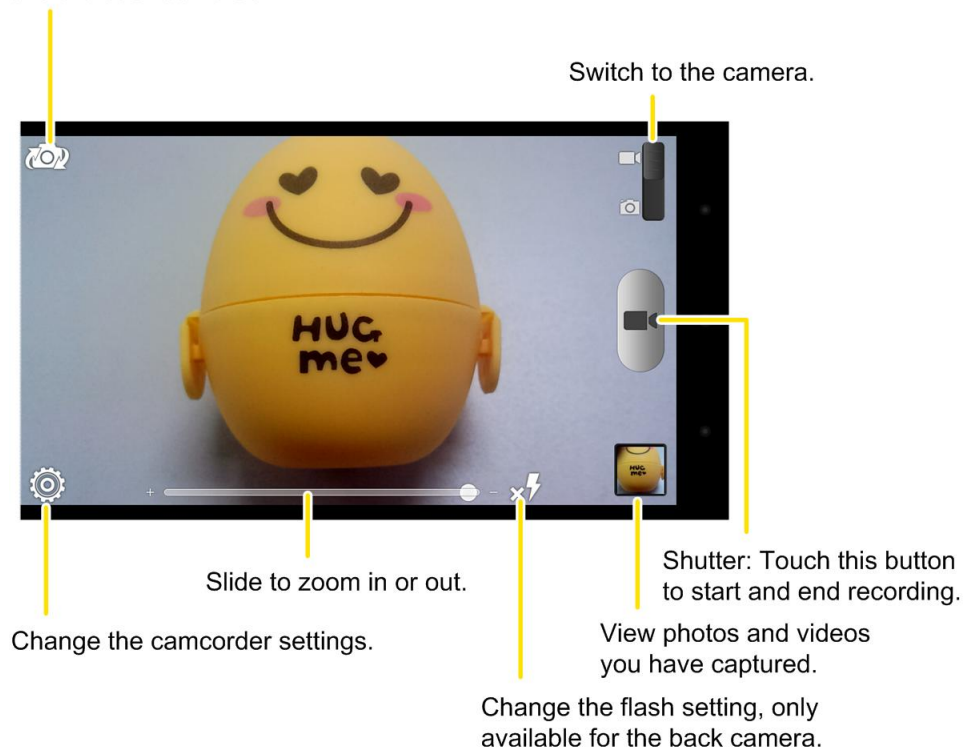 Switch to the camera.
HUG
me
+
-
HUG
me
Slide to zoom in or out.
Shutter: Touch this button
to start and end recording.
Change the camcorder settings.
View photos and videos
you have captured.
Change the flash setting, only
available for the back camera.